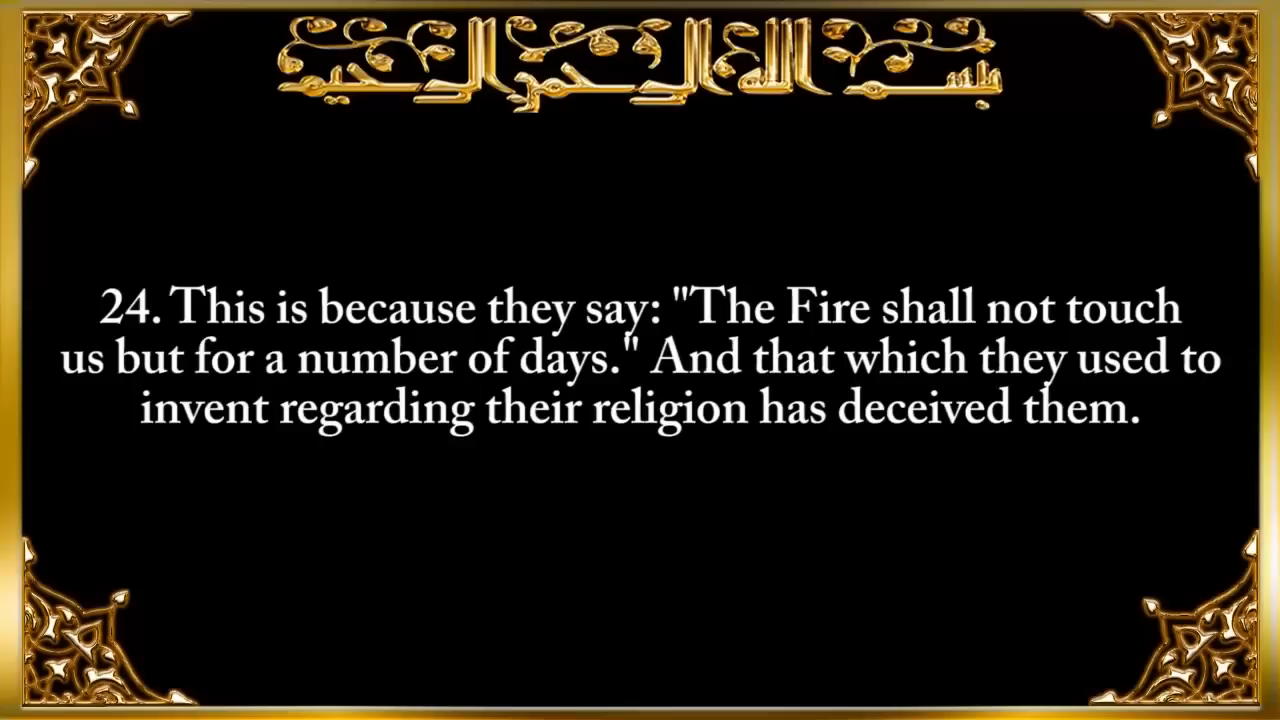 بسم الله الرحمن الرحيم
24. This is because they say: "The Fire shall not touch
us but for a number of days." And that which they used to
invent regarding their religion has deceived them.